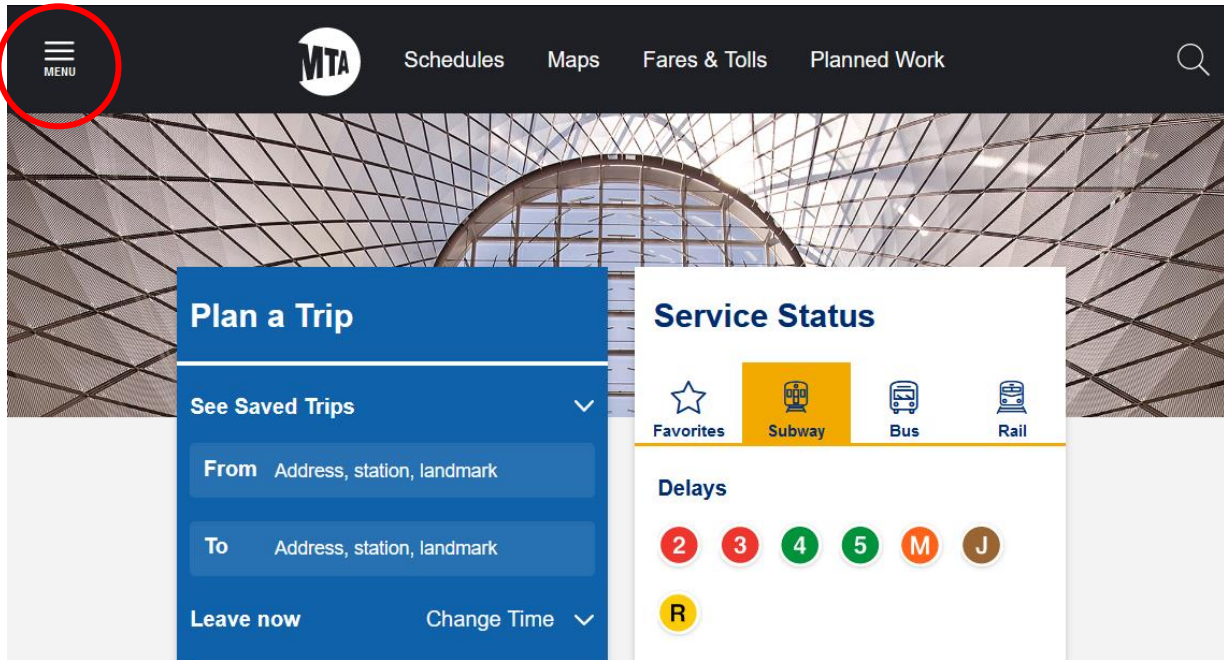 MENU
MTA Schedules Maps Fares & Tolls Planned Work
Plan a Trip
See Saved Trips
From Address, station, landmark
To Address, station, landmark
Leave now Change Time
Service Status
Favorites Subway Bus Rail
Delays
2 3 4 5 M J
R